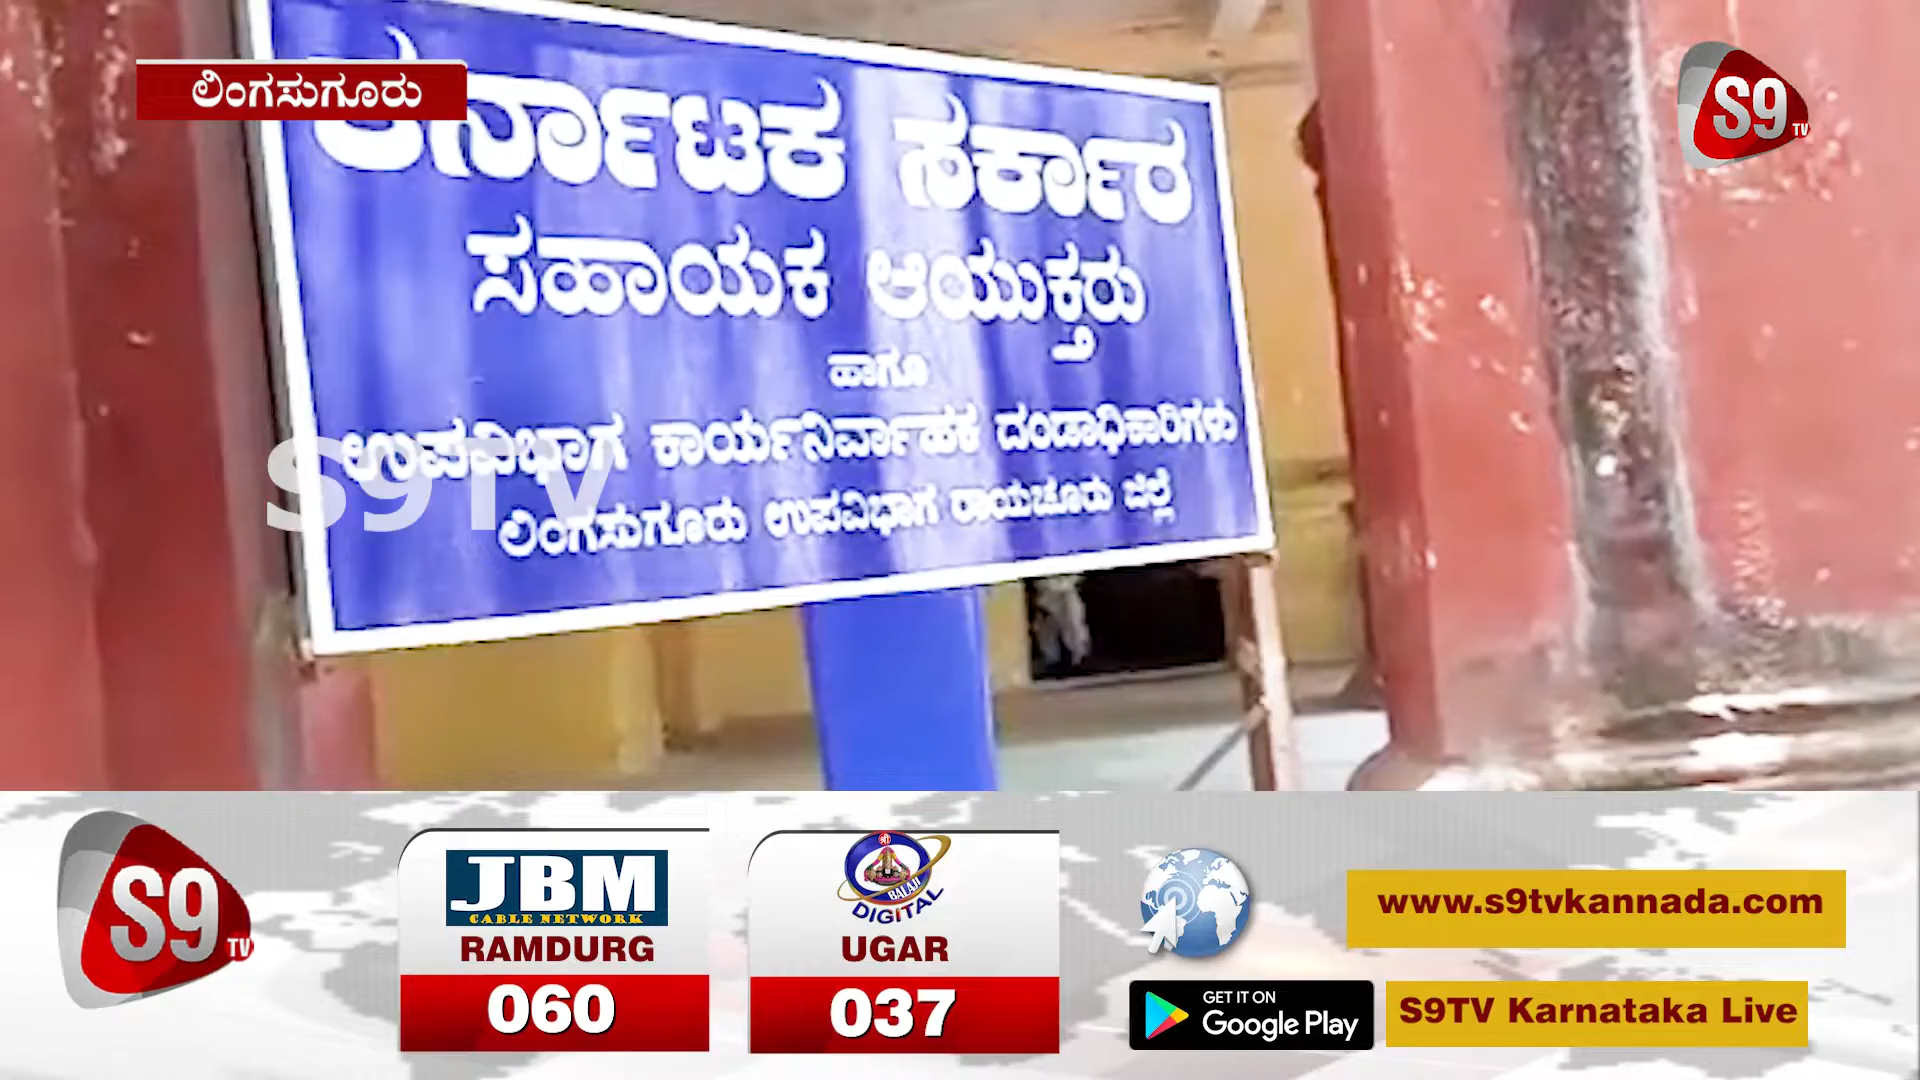 ಲಿಂಗಸುಗೂರು
S9 TV
ಕರ್ನಾಟಕ ಸರ್ಕಾರ
ಸಹಾಯಕ ಆಯುಕ್ತರು
ಹಾಗೂ
ಉಪವಿಭಾಗ ಕಾರ್ಯನಿರ್ವಾಹಕ ದಂಡಾಧಿಕಾರಿಗಳು
S9TV
ಲಿಂಗಸುಗೂರು ಉಪವಿಭಾಗ ರಾಯಚೂರು ಜಿಲ್ಲೆ
S9 TV
JBM
CABLE NETWORK
RAMDURG
060
BALAJI
DIGITAL
UGAR
037
www.s9tvkannada.com
GET IT ON
Google Play
S9TV Karnataka Live